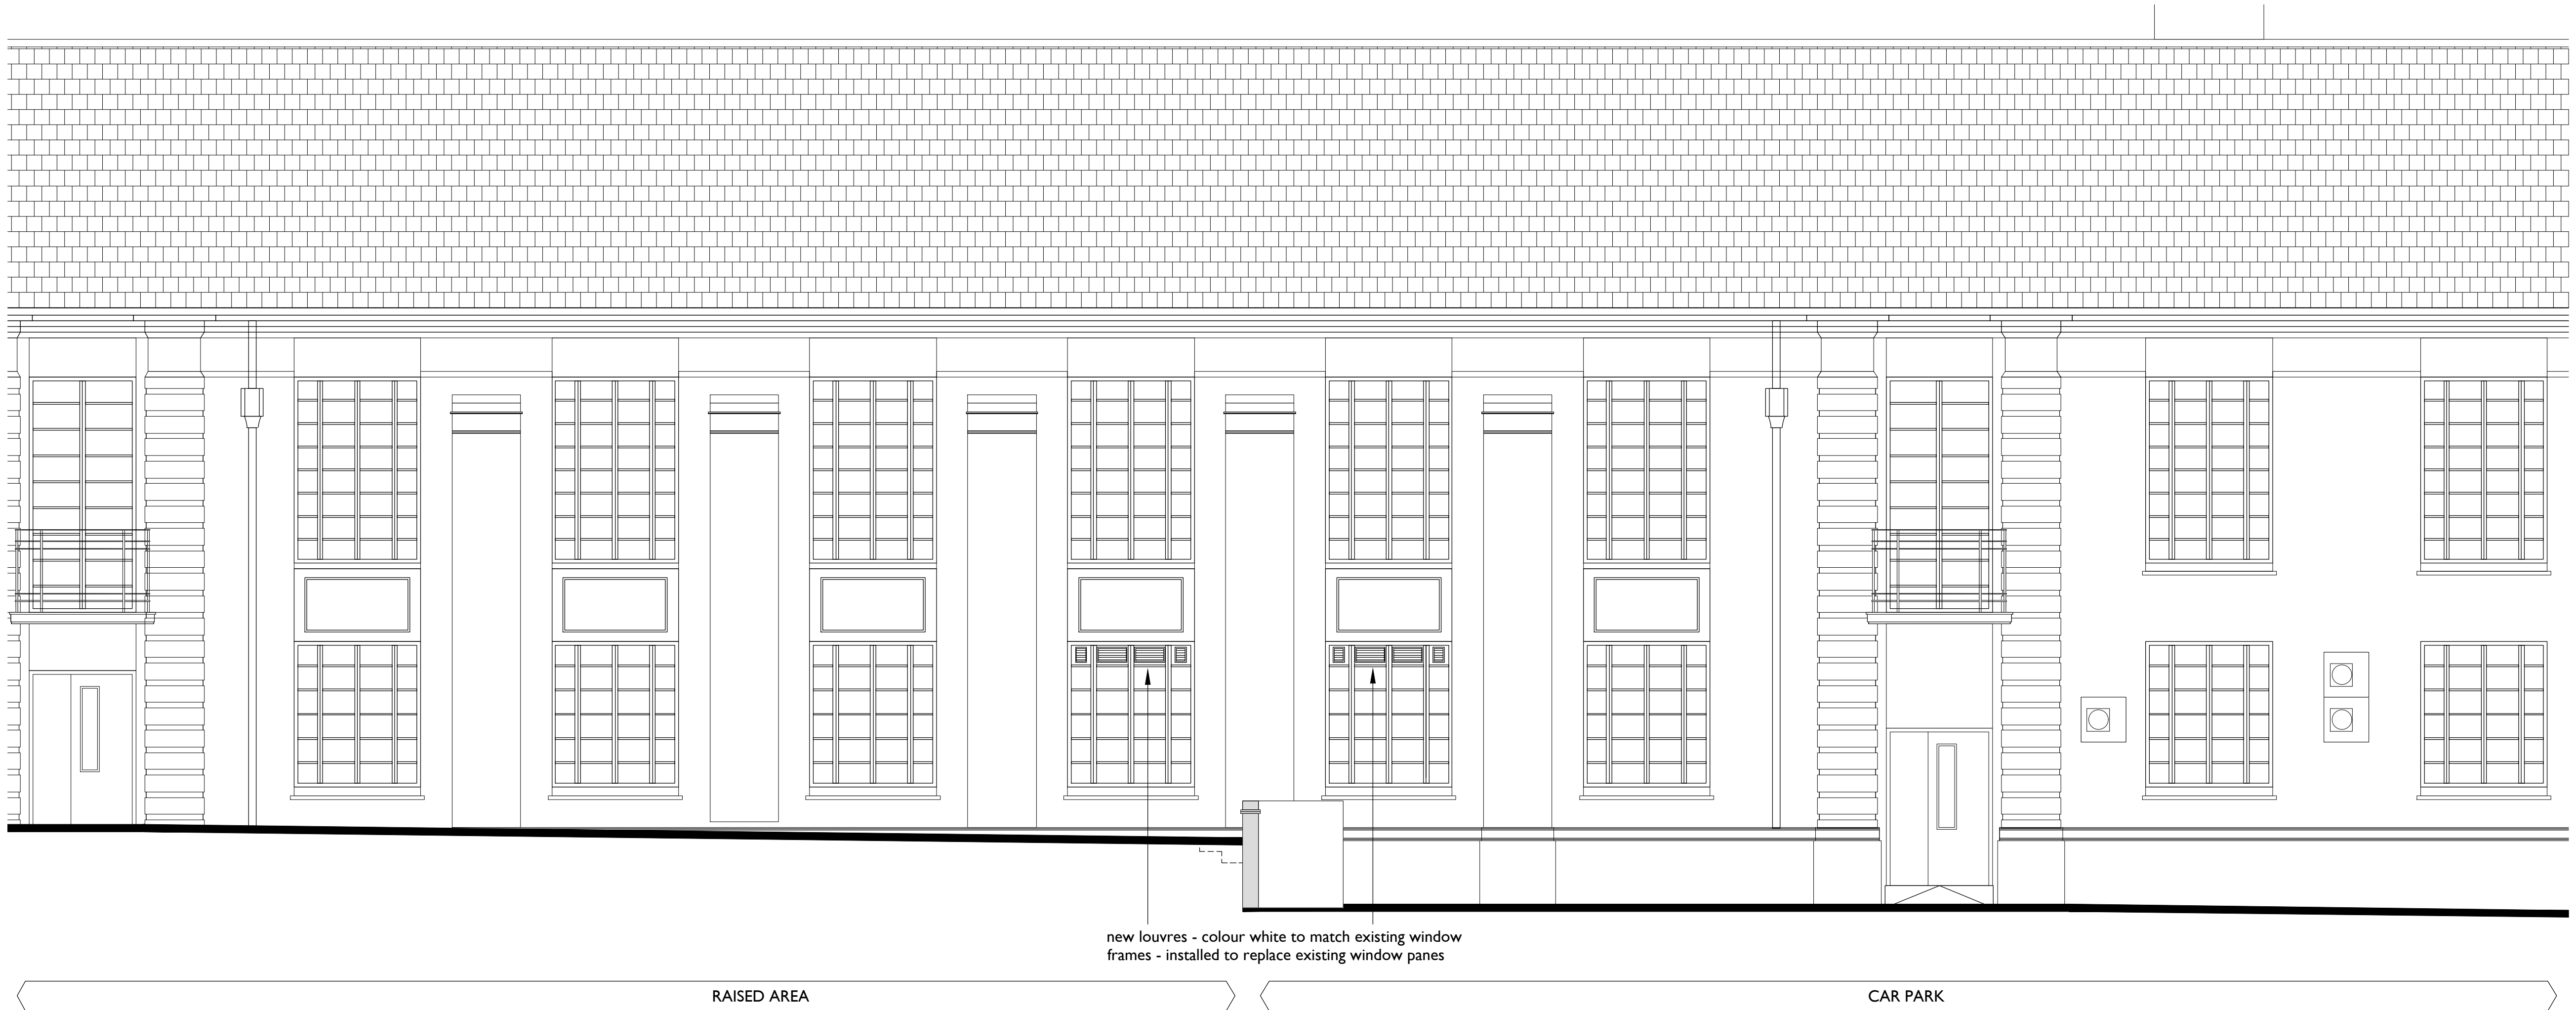 new louvres - colour white to match existing window
frames - installed to replace existing window panes
RAISED AREA
CAR PARK